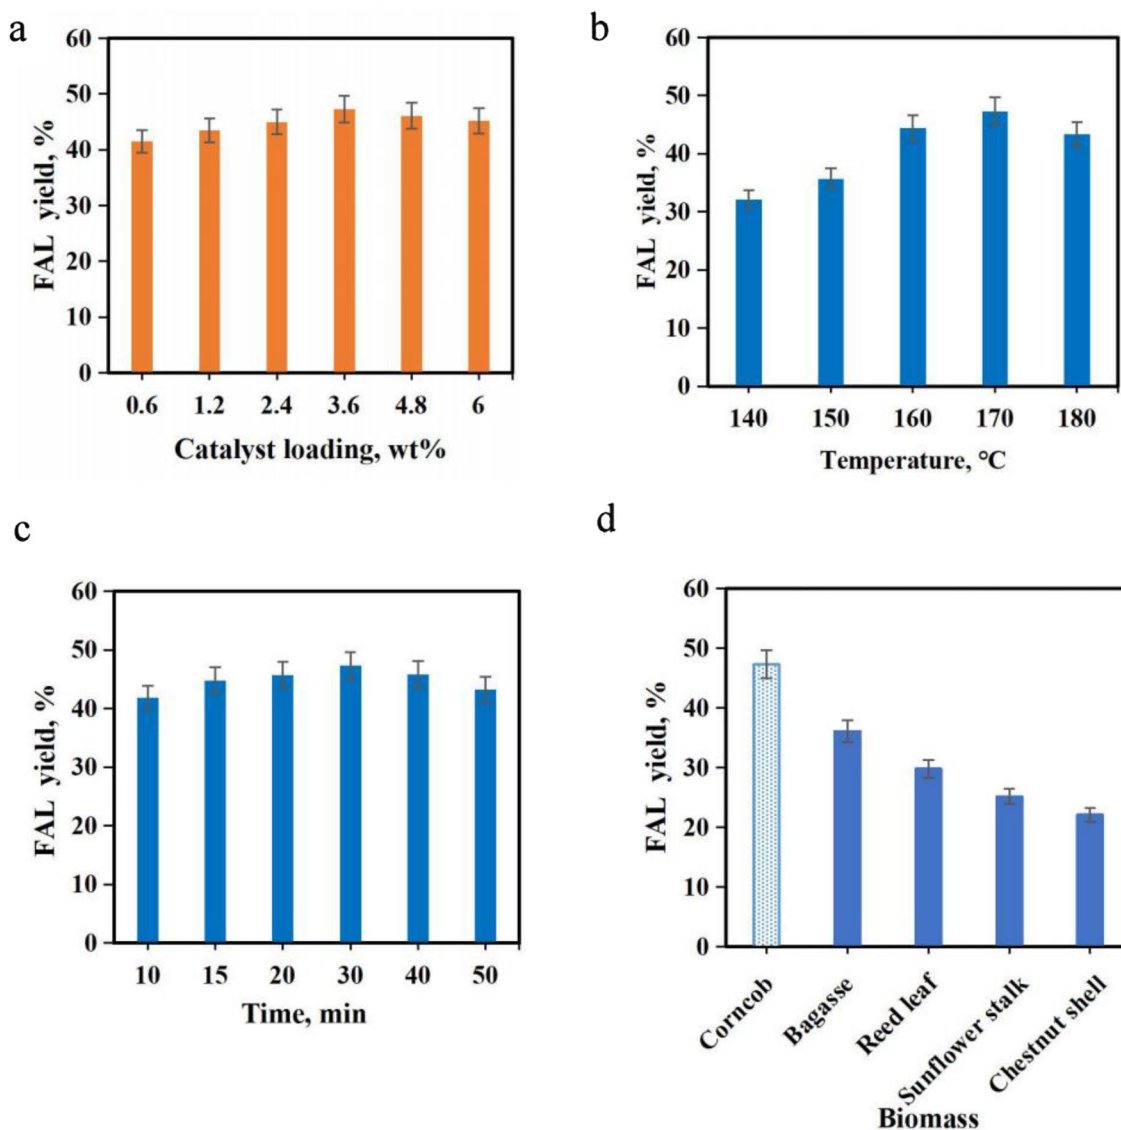 a
60
50
40
30
20
10
0
FAL yield, %
0.6 1.2 2.4 3.6 4.8 6
Catalyst loading, wt%
b
60
50
40
30
20
10
0
FAL yield, %
140 150 160 170 180
Temperature, °C
c
60
50
40
30
20
10
0
FAL yield, %
10 15 20 30 40 50
Time, min
d
60
50
40
30
20
10
0
FAL yield, %
Corncob
Bagasse
Reed leaf
Sunflower stalk
Chestnut shell
Biomass